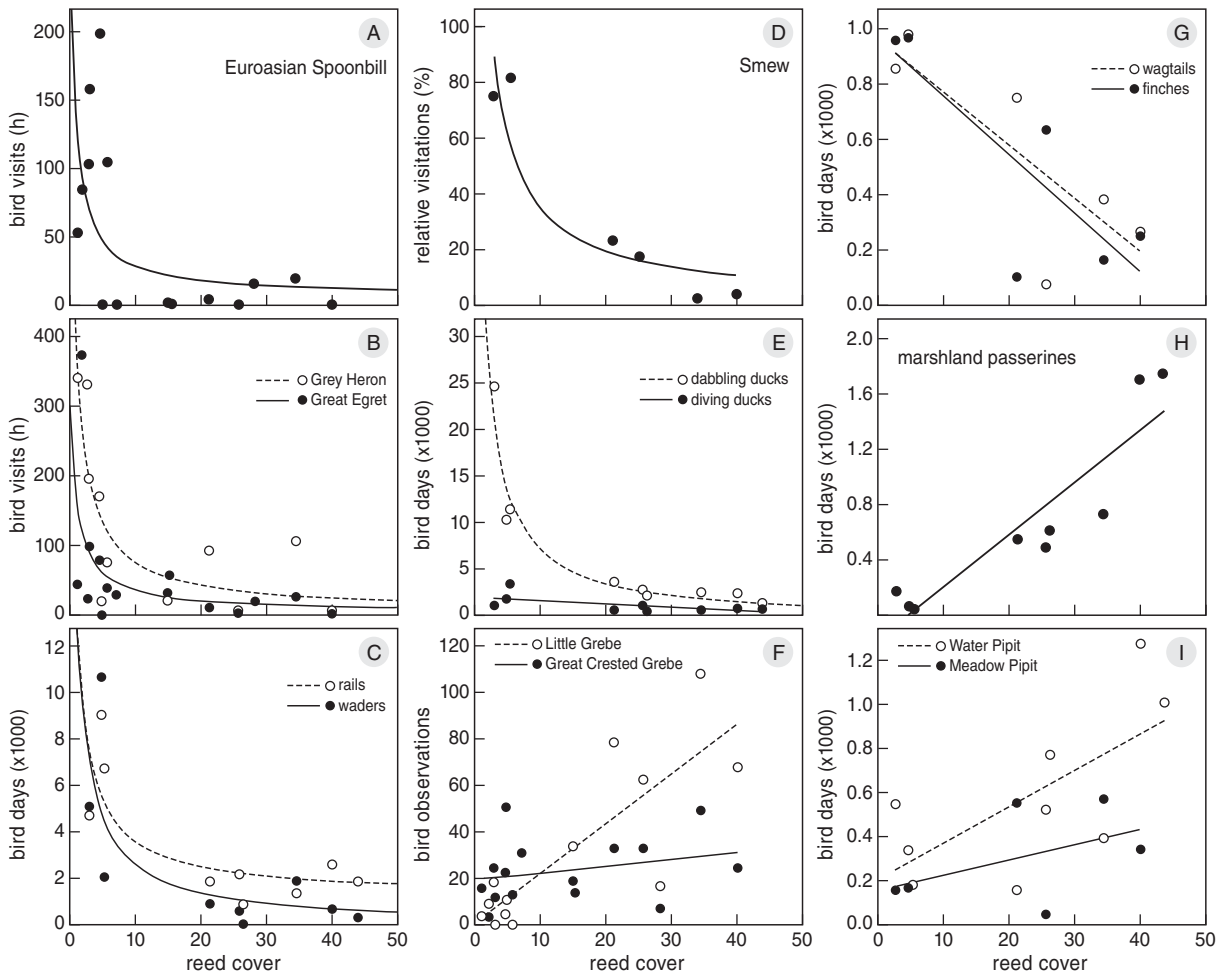 A
Euroasian Spoonbill
bird visits (h)
200
150
100
50
0
B
Grey Heron
Great Egret
bird visits (h)
400
300
200
100
0
C
rails
waders
bird days (x1000)
12
10
8
6
4
2
0
0 10 20 30 40 50
reed cover
D
Smew
relative visitations (%)
100
80
60
40
20
0
E
dabbling ducks
diving ducks
bird days (x1000)
30
25
20
15
10
5
0
F
Little Grebe
Great Crested Grebe
bird observations
120
100
80
60
40
20
0
0 10 20 30 40 50
reed cover
G
wagtails
finches
bird days (x1000)
1.0
0.8
0.6
0.4
0.2
0.0
H
marshland passerines
bird days (x1000)
2.0
1.6
1.2
0.8
0.4
I
Water Pipit
Meadow Pipit
bird days (x1000)
1.2
1.0
0.8
0.6
0.4
0.2
0.0
0 10 20 30 40 50
reed cover